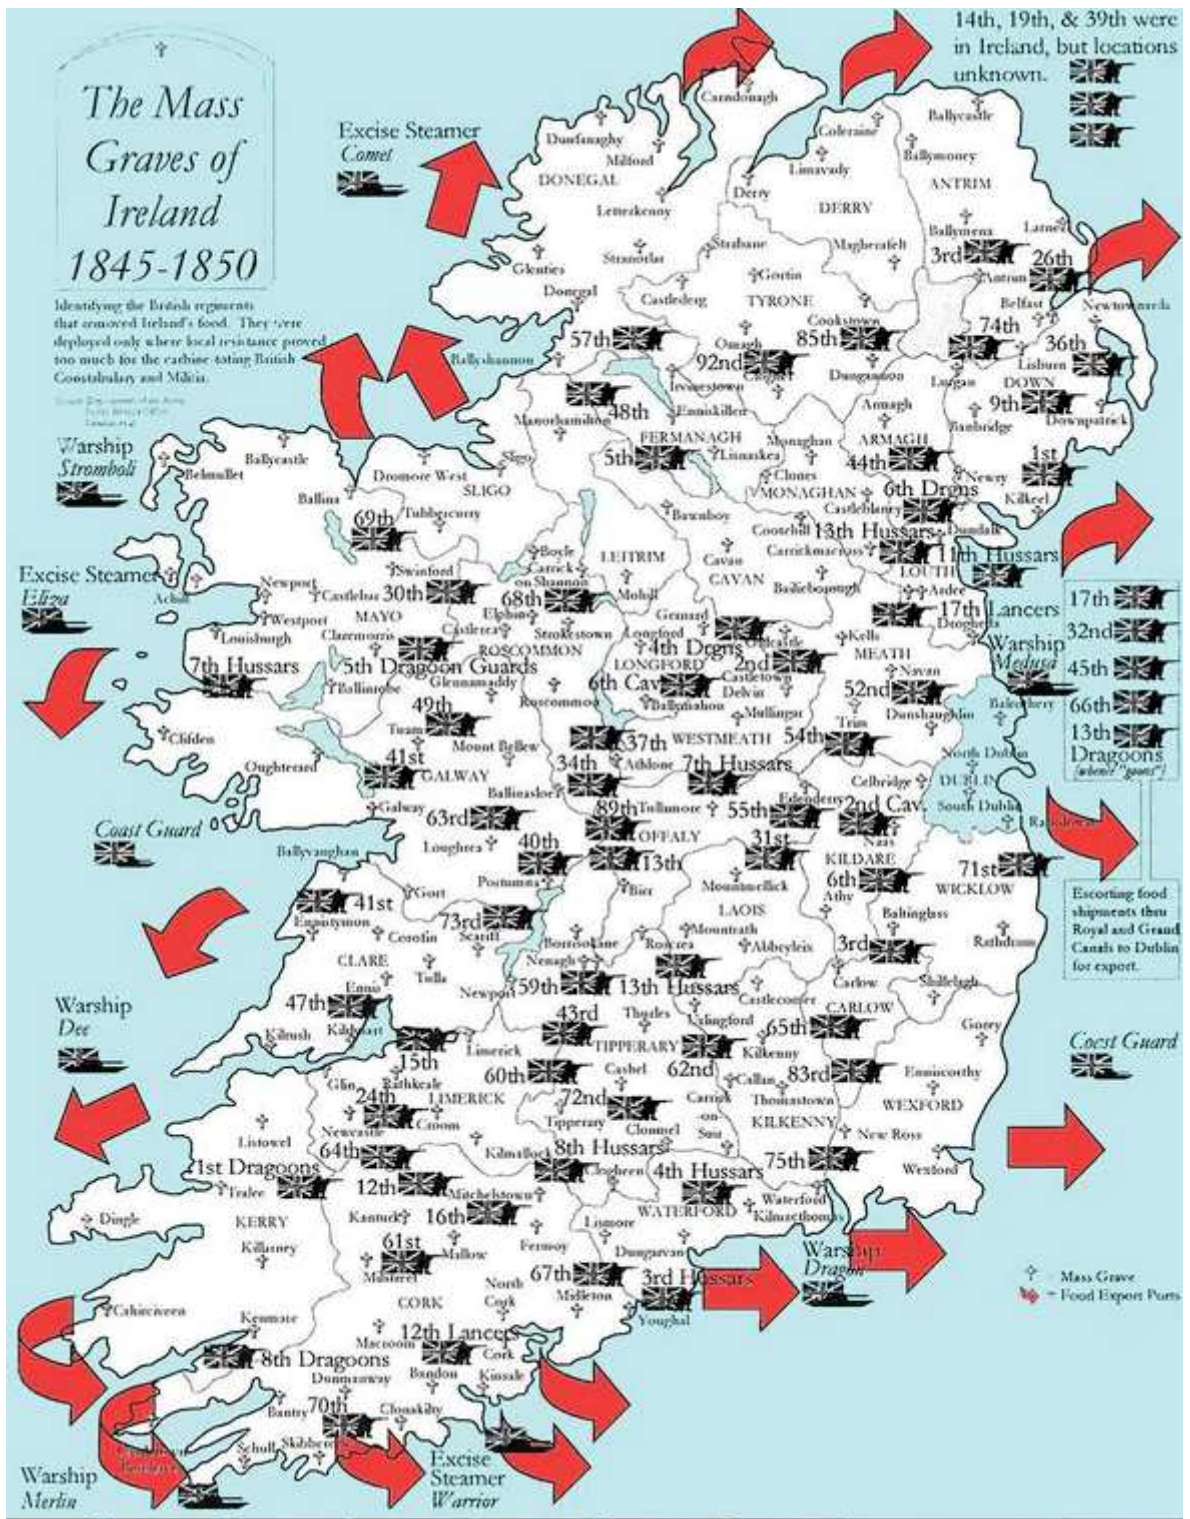 The Mass
Graves of
Ireland
1845-1850
Identifying the British regiments
that removed Ireland's food. They were
deployed only where local resistance proved
too much for the carbine toting British
Constabulary and Militia.
14th, 19th, & 39th were
in Ireland, but locations
unknown.
Excise Steamer
Comet
Carndonagh
Dunfanaghy
Milford
DONEGAL
Letterkenny
Glenties
Stranorlar
Donegal
Ballyshannon
Ballycastle
Coleraine
Ballymoney
Limavady
ANTRIM
Derry
DERRY
Ballymena
Larne
Magherafelt
3rd
26th
Antrim
Strabane
Gortin
Castlederg
TYRONE
Cookstown
Belfast
Newtownards
57th
Omagh
92nd
85th
74th
36th
Lisburn
Clogher
Dungannon
Lurgan
DOWN
Irvinestown
9th
Downpatrick
48th
Enniskillen
Armagh
Banbridge
Manorhamilton
FERMANAGH
Monaghan
ARMAGH
5th
Lisnaskea
44th
1st
Clones
Newry
MONAGHAN
6th Drgns
Kilkeel
Castleblaney
Warship
Stromboli
Belmullet
Ballycastle
Sligo
Dromore West
SLIGO
Ballina
69th
Tubbercurry
Bawnboy
Cootehill
13th Hussars
Dundalk
Carrickmacross
11th Hussars
Boyle
LEITRIM
Cavan
CAVAN
LOUTH
Carrick
on Shannon
Bailieborough
Ardee
Mohill
17th Lancers
Drogheda
Excise Steamer
Eliza
Achill
Newport
Castlebar
Swinford
30th
68th
Westport
MAYO
Elphin
Granard
Louisburgh
Claremorris
Castlerea
Strokestown
Longford
4th Drgns
Oldcastle
Kells
MEATH
Warship
Medusa
7th Hussars
5th Dragoon Guards
ROSCOMMON
LONGFORD
2nd
Navan
Ballinrobe
Glennamaddy
6th Cav
Castletown
Delvin
52nd
Roscommon
Ballymahon
Mullingar
Trim
Dunshaughlin
Balrothery
17th
32nd
45th
66th
13th
Dragoons
(whence "goons")
Clifden
49th
Tuam
37th
WESTMEATH
54th
Mount Bellew
Athlone
North Dublin
Oughterard
41st
GALWAY
34th
7th Hussars
Celbridge
DUBLIN
Ballinasloe
Edenderry
South Dublin
Galway
63rd
89th
Tullamore
55th
2nd Cav.
Rathdown
Coast Guard
OFFALY
Naas
Ballyvaughan
Loughrea
40th
13th
31st
KILDARE
71st
Portumna
Birr
Mountmellick
6th
WICKLOW
Athy
Gort
41st
LAOIS
Baltinglass
Ennistymon
73rd
Corofin
Scariff
Borrisokane
Roscrea
Mountrath
Abbeyleix
3rd
Rathdrum
CLARE
Nenagh
Carlow
Shillelagh
Ennis
Tulla
Newport
59th
13th Hussars
Castlecomer
47th
CARLOW
Escorting food
shipments thru
Royal and Grand
Canals to Dublin
for export.
Warship
Dee
Kilrush
43rd
Thurles
Urlingford
65th
Gorey
Limerick
TIPPERARY
Kilkenny
15th
62nd
Coast Guard
Glin
Rathkeale
60th
Cashel
Callan
83rd
Enniscorthy
24th
LIMERICK
72nd
Carrick
-on-
Suir
Thomastown
WEXFORD
Newcastle
Croom
Tipperary
Clonmel
KILKENNY
New Ross
Listowel
64th
Kilmallock
8th Hussars
Clogheen
75th
Wexford
1st Dragoons
4th Hussars
Tralee
12th
Mitchelstown
Waterford
WATERFORD
Kilmacthomas
Dingle
KERRY
Kanturk
16th
Lismore
Killarney
61st
Mallow
Fermoy
Dungarvan
Warship
Dragon
67th
3rd Hussars
Mass Grave
CORK
North
Cork
Midleton
Youghal
Food Export Ports
Cahirciveen
Kenmare
Macroom
12th Lancers
Cork
8th Dragoons
Dunmanway
Bandon
Kinsale
Bantry
70th
Clonakilty
Schull
Skibbereen
Excise
Steamer
Warrior
Warship
Merlin